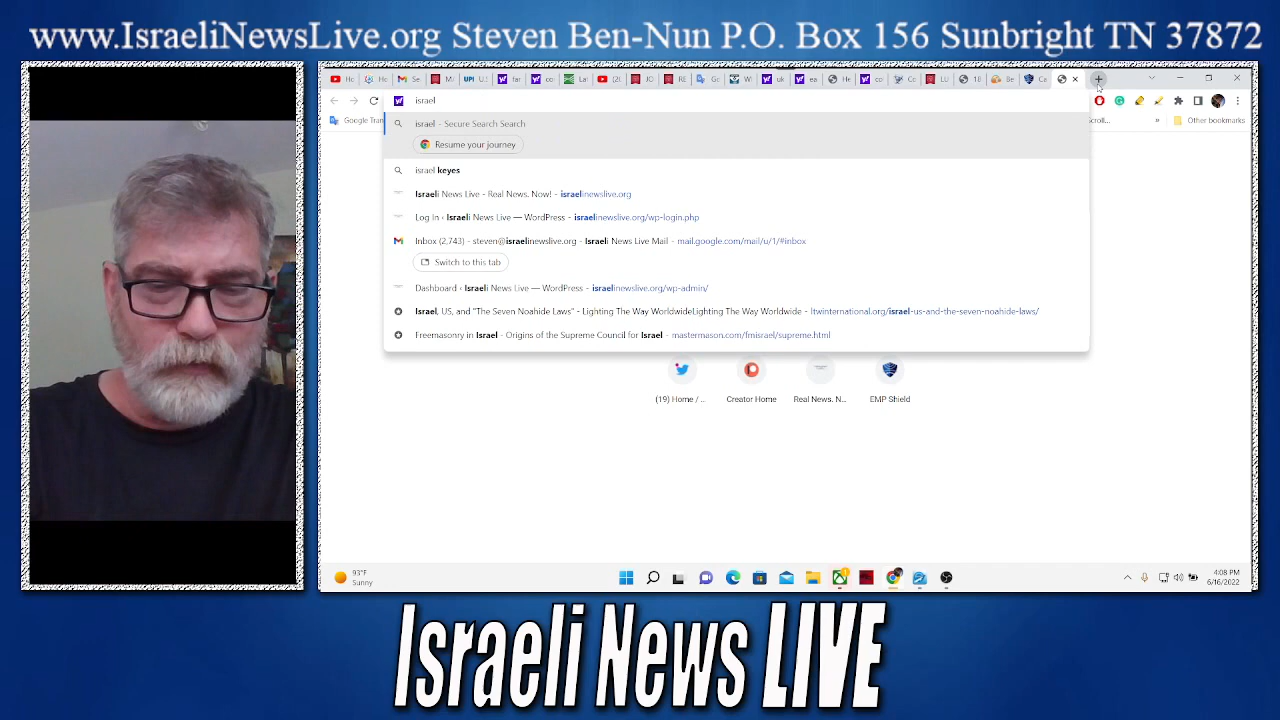 www.IsraeliNewsLive.org Steven Ben-Nun P.O. Box 156 Sunbright TN 37872
israel
Google Tran
Other bookmarks
israel - Secure Search Search
Resume your journey
israel keyes
Israeli News Live - Real News. Now! - israelinewslive.org
Log In ‹ Israeli News Live — WordPress - israelinewslive.org/wp-login.php
Inbox (2,743) - steven@israelinewslive.org - Israeli News Live Mail - mail.google.com/mail/u/1/#inbox
Switch to this tab
Dashboard ‹ Israeli News Live — WordPress - israelinewslive.org/wp-admin/
Israel, US, and "The Seven Noahide Laws" - Lighting The Way WorldwideLighting The Way Worldwide - ltwinternational.org/israel-us-and-the-seven-noahide-laws/
Freemasonry in Israel - Origins of the Supreme Council for Israel - mastermason.com/fmisrael/supreme.html
(19) Home / ... Creator Home Real News. N... EMP Shield
93°F
Sunny
4:08 PM
6/16/2022
Israeli News LIVE